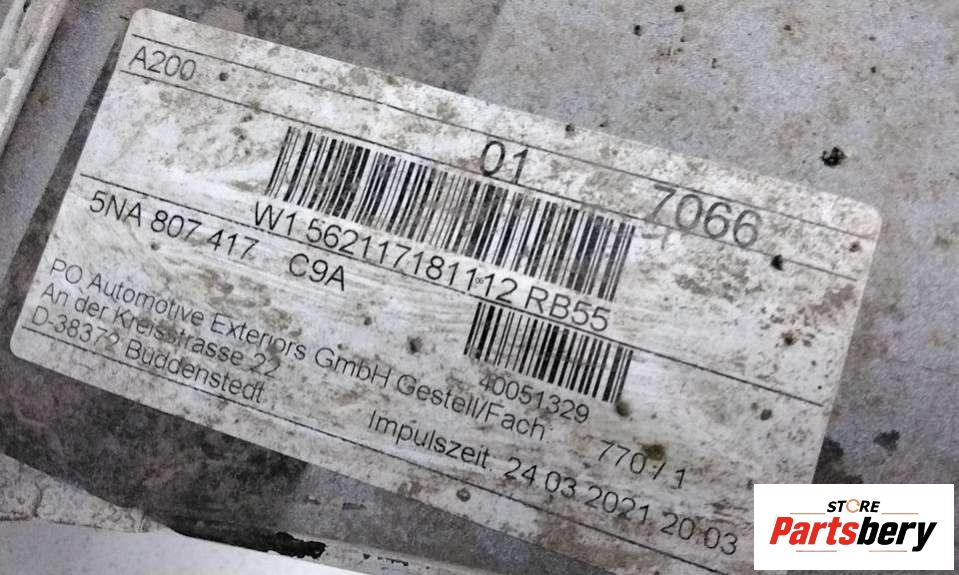 A200
01
7066
W1 562117181112 RB55
5NA 807 417 C9A
40051329
PO Automotive Exteriors GmbH Gestell/Fach: 770 / 1
An der Kreisstrasse 22
D-38372 Buddenstedt
Impulszeit: 24.03.2021 20:03
STORE
Partsbery